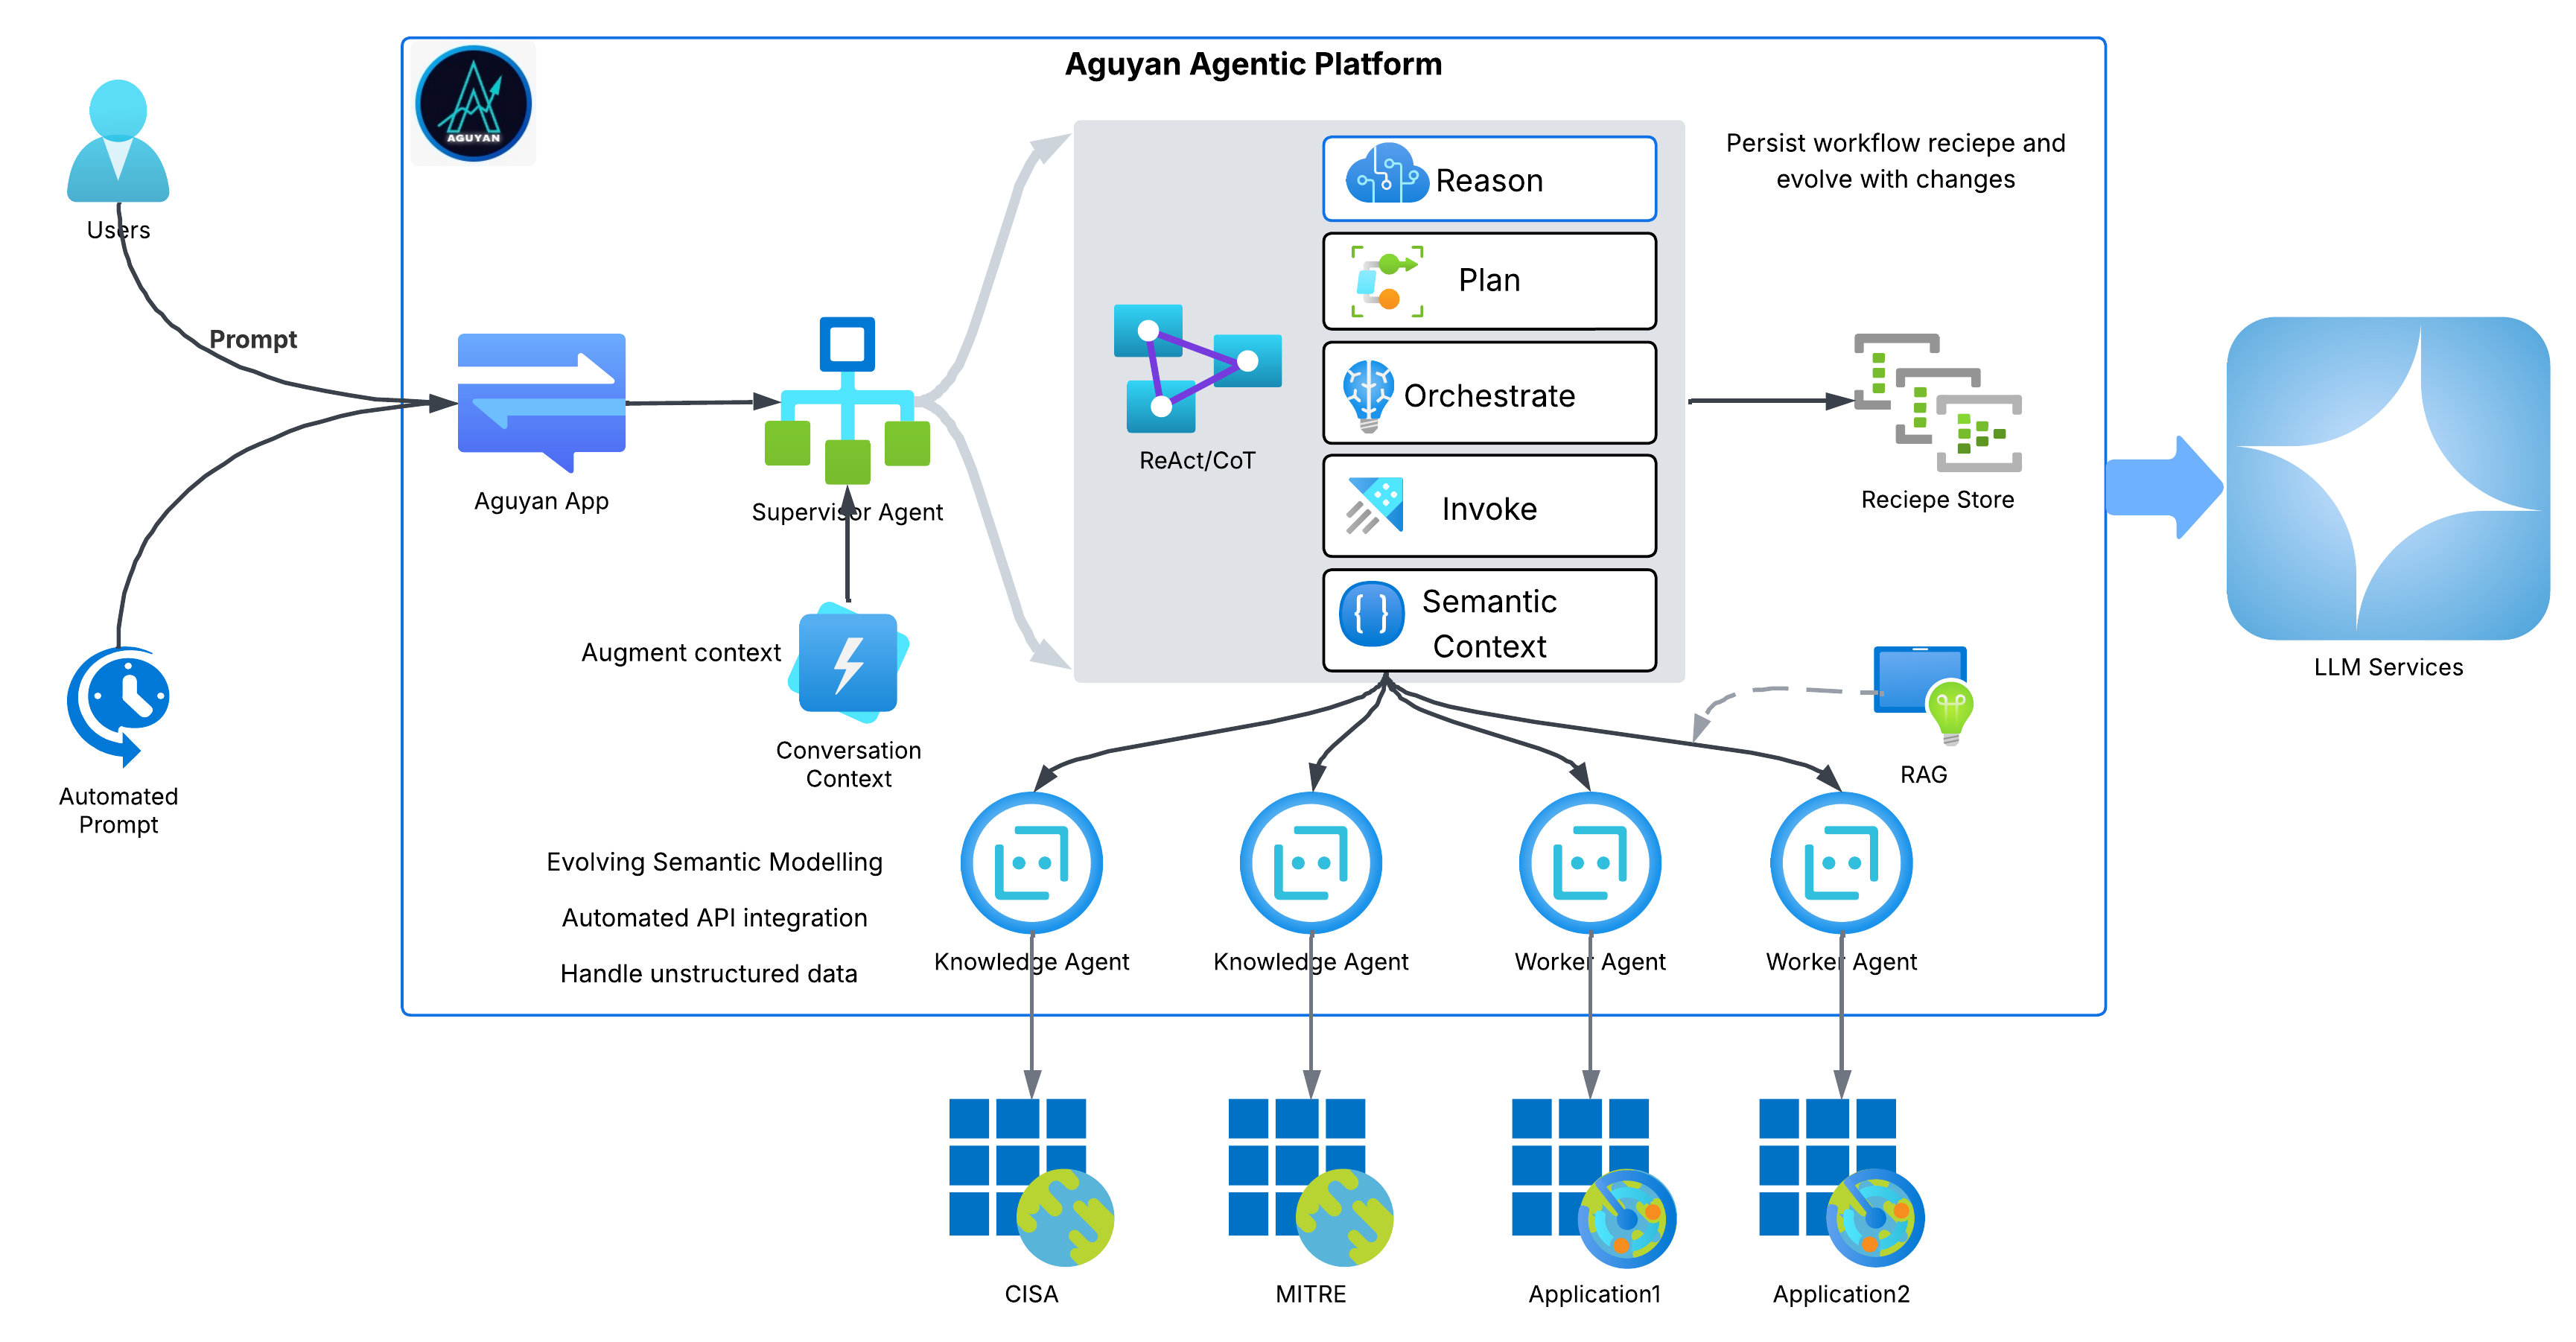 Aguyan Agentic Platform
AGUYAN
Users
Prompt
Automated
Prompt
Aguyan App
Supervisor Agent
Augment context
Conversation
Context
ReAct/CoT
Reason
Plan
Orchestrate
Invoke
Semantic
Context
Persist workflow reciepe and
evolve with changes
Reciepe Store
RAG
LLM Services
Evolving Semantic Modelling
Automated API integration
Handle unstructured data
Knowledge Agent
Knowledge Agent
Worker Agent
Worker Agent
CISA
MITRE
Application1
Application2